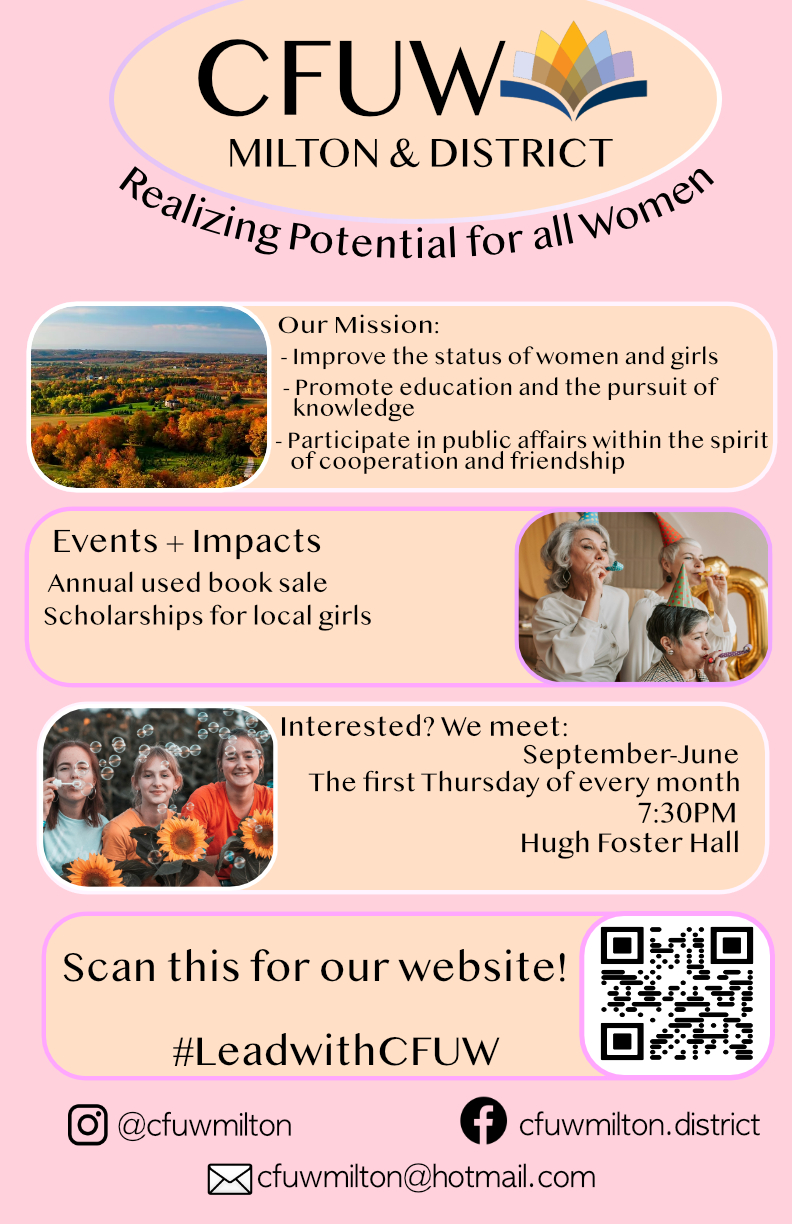 CFUW
MILTON & DISTRICT
Realizing Potential for all Women
Our Mission:
- Improve the status of women and girls
- Promote education and the pursuit of
knowledge
- Participate in public affairs within the spirit
of cooperation and friendship
Events + Impacts
Annual used book sale
Scholarships for local girls
Interested? We meet:
September-June
The first Thursday of every month
7:30PM
Hugh Foster Hall
Scan this for our website!
#LeadwithCFUW
@cfuwmilton
cfuwmilton.district
cfuwmilton@hotmail.com